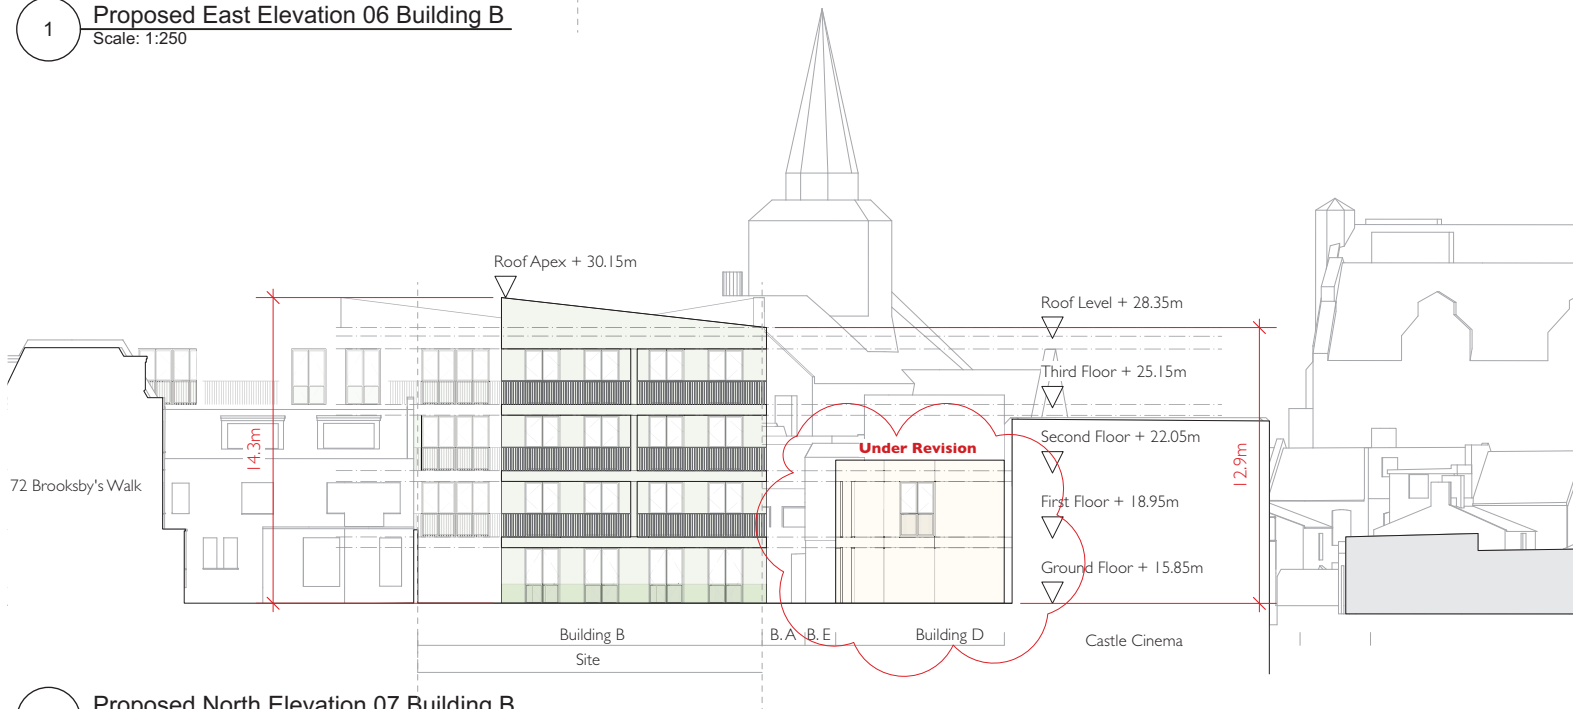 1
Proposed East Elevation 06 Building B
Scale: 1:250
Roof Apex + 30.15m
Roof Level + 28.35m
Third Floor + 25.15m
Under Revision
Second Floor + 22.05m
14.3m
12.9m
72 Brooksby's Walk
First Floor + 18.95m
Ground Floor + 15.85m
Building B
B. A
B. E
Building D
Castle Cinema
Site
Proposed North Elevation 07 Building B